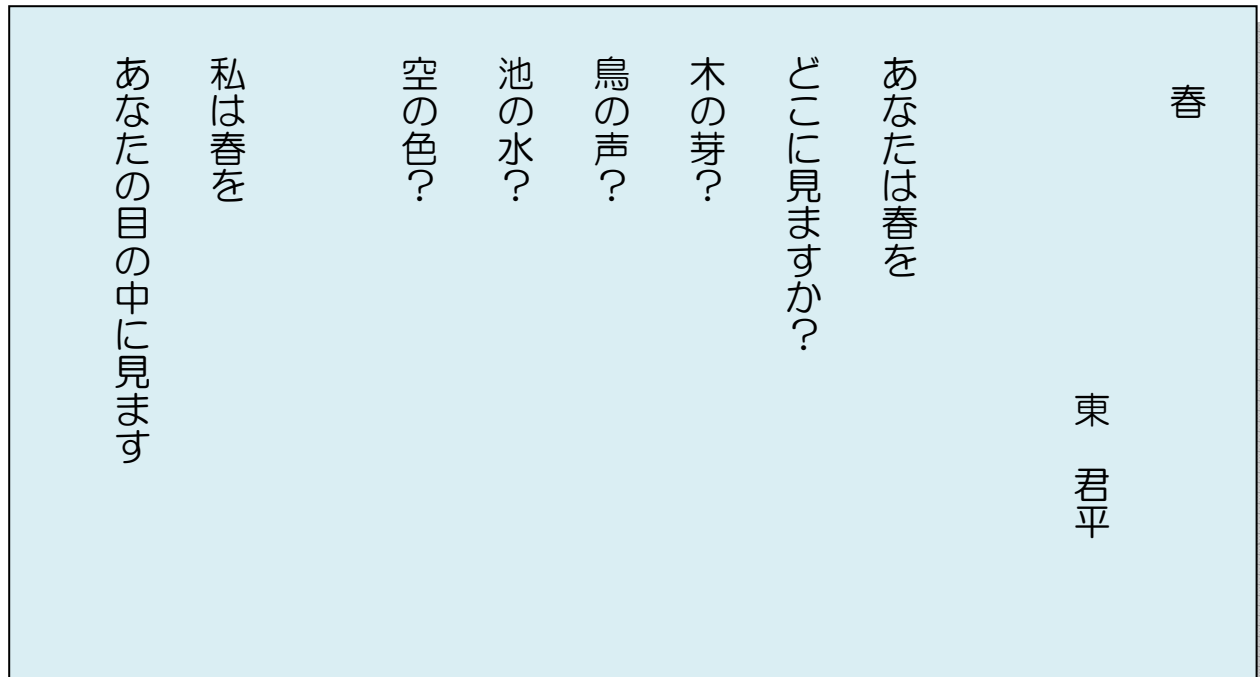 春
東 君平
あなたは春を
どこに見ますか?
木の芽?
鳥の声?
池の水?
空の色?
私は春を
あなたの目の中に見ます